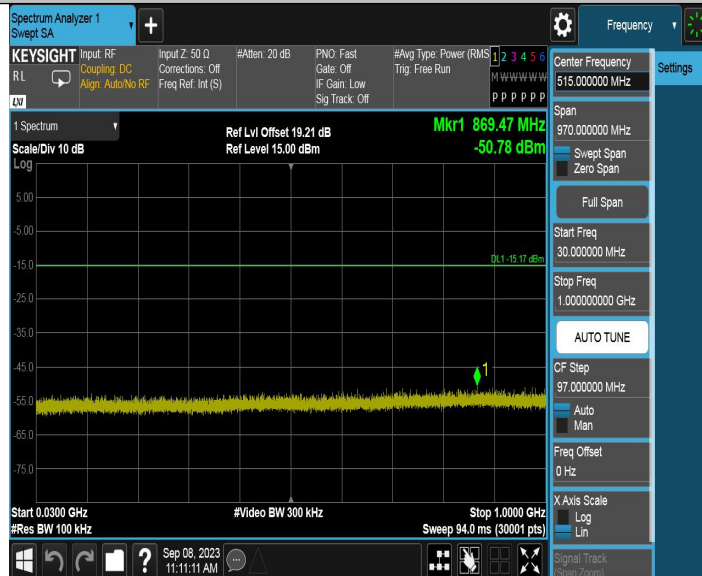 Spectrum Analyzer 1
Swept SA
Frequency
KEYSIGHT
RL
LXI
Input: RF
Coupling: DC
Align: Auto/No RF
Input Z: 50 Ω
Corrections: Off
Freq Ref: Int (S)
#Atten: 20 dB
PNO: Fast
Gate: Off
IF Gain: Low
Sig Track: Off
#Avg Type: Power (RMS
Trig: Free Run
1 2 3 4 5 6
M W W W W W
P P P P P P
1 Spectrum
Scale/Div 10 dB
Ref Lvl Offset 19.21 dB
Ref Level 15.00 dBm
Mkr1 869.47 MHz
-50.78 dBm
Log
5.00
-5.00
-15.0
DL1 -15.17 dBm
-25.0
-35.0
-45.0
1
-55.0
-65.0
-75.0
Start 0.0300 GHz
#Video BW 300 kHz
Stop 1.0000 GHz
#Res BW 100 kHz
Sweep 94.0 ms (30001 pts)
?
Sep 08, 2023
11:11:11 AM
Center Frequency
515.000000 MHz
Span
970.000000 MHz
Swept Span
Zero Span
Full Span
Start Freq
30.000000 MHz
Stop Freq
1.000000000 GHz
AUTO TUNE
CF Step
97.000000 MHz
Auto
Man
Freq Offset
0 Hz
X Axis Scale
Log
Lin
Signal Track
(Span Zoom)
Settings